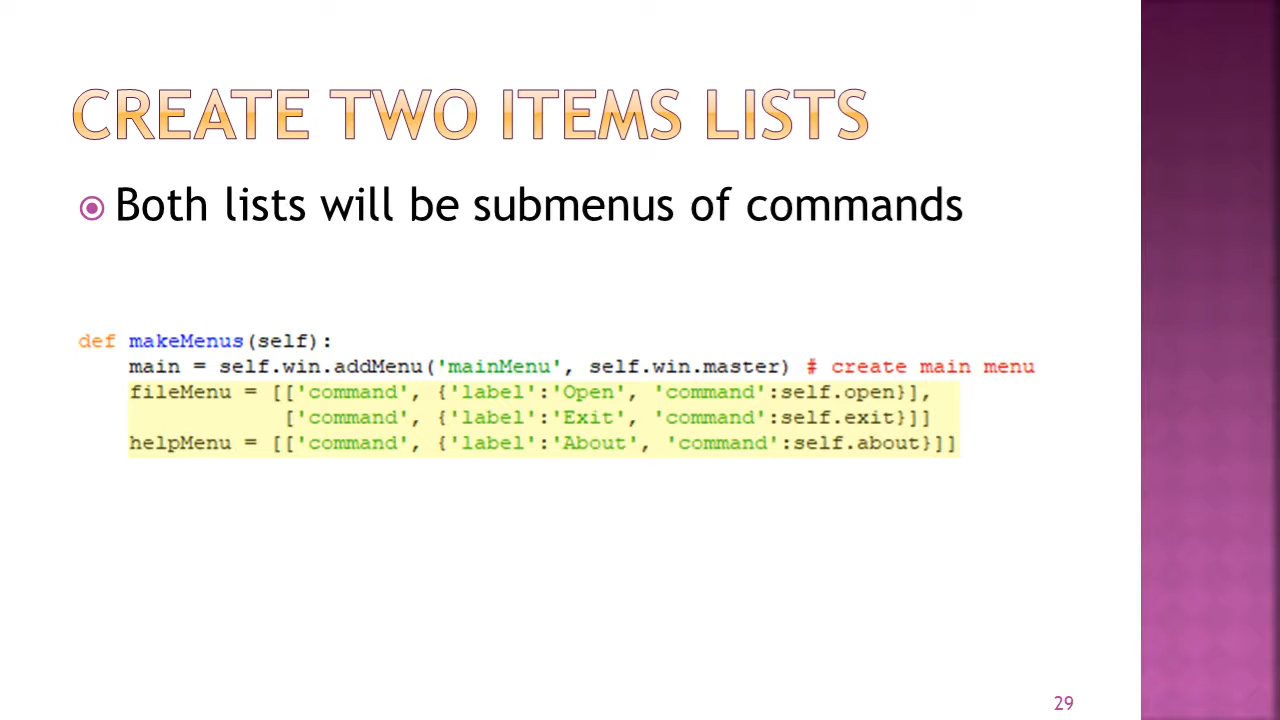 CREATE TWO ITEMS LISTS
Both lists will be submenus of commands
def makeMenus(self):
    main = self.win.addMenu('mainMenu', self.win.master) # create main menu
    fileMenu = [['command', {'label':'Open', 'command':self.open}],
                ['command', {'label':'Exit', 'command':self.exit}]]
    helpMenu = [['command', {'label':'About', 'command':self.about}]]
29